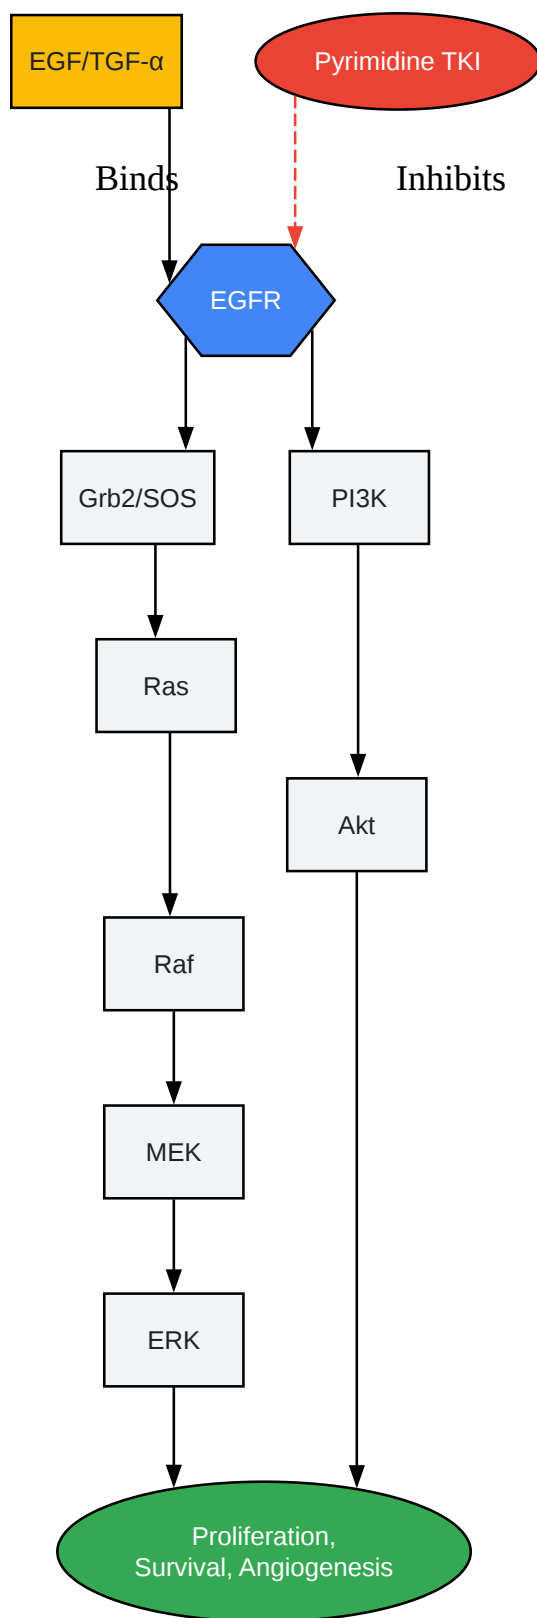 EGF/TGF-α
Pyrimidine TKI
Binds
Inhibits
EGFR
Grb2/SOS
PI3K
Ras
Akt
Raf
MEK
ERK
Proliferation,
Survival, Angiogenesis